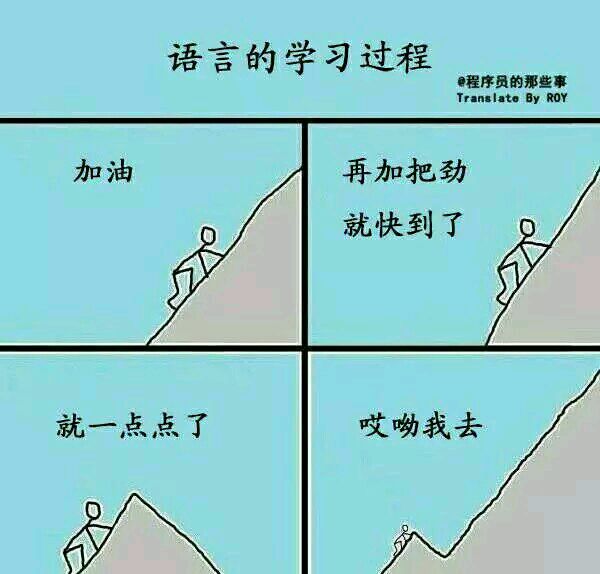 语言的学习过程
@程序员的那些事
Translate By ROY
加油
再加把劲
就快到了
就一点点了
哎呦我去